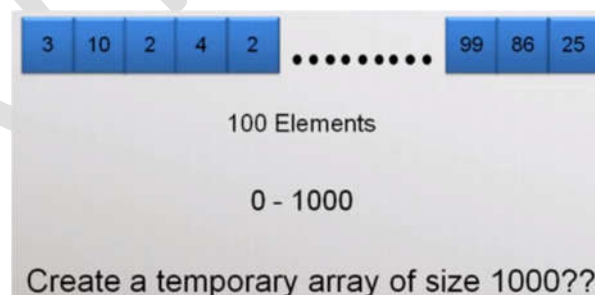 3 10 2 4 2 ......... 99 86 25
100 Elements
0 - 1000
Create a temporary array of size 1000??